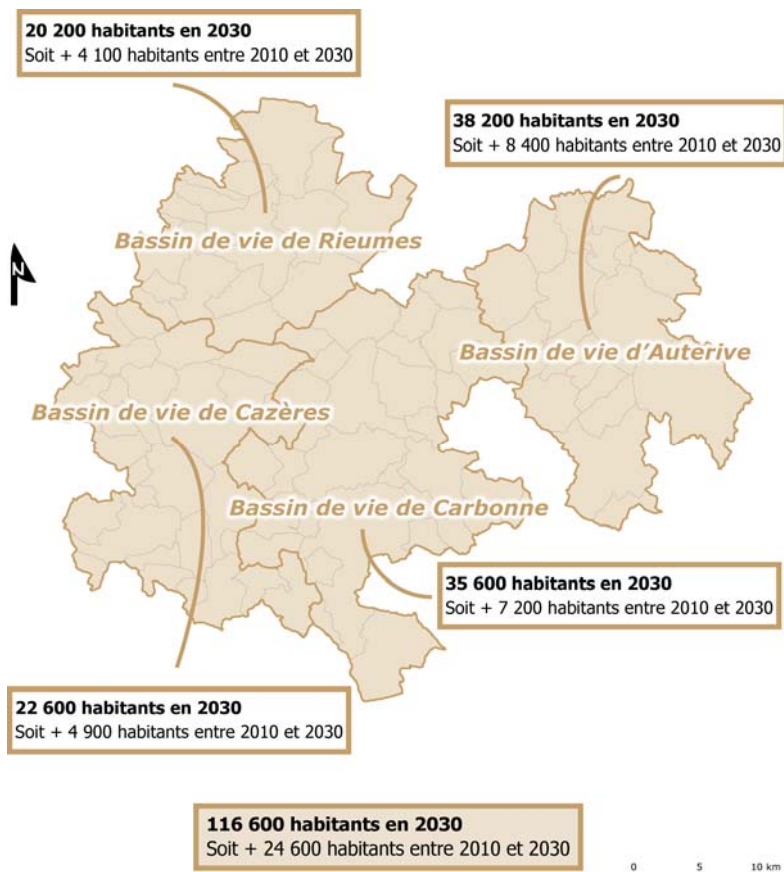 20 200 habitants en 2030
Soit + 4 100 habitants entre 2010 et 2030
38 200 habitants en 2030
Soit + 8 400 habitants entre 2010 et 2030
Bassin de vie de Rieumes
N
Bassin de vie d'Auterive
Bassin de vie de Cazères
Bassin de vie de Carbonne
35 600 habitants en 2030
Soit + 7 200 habitants entre 2010 et 2030
22 600 habitants en 2030
Soit + 4 900 habitants entre 2010 et 2030
116 600 habitants en 2030
Soit + 24 600 habitants entre 2010 et 2030
0 5 10 km